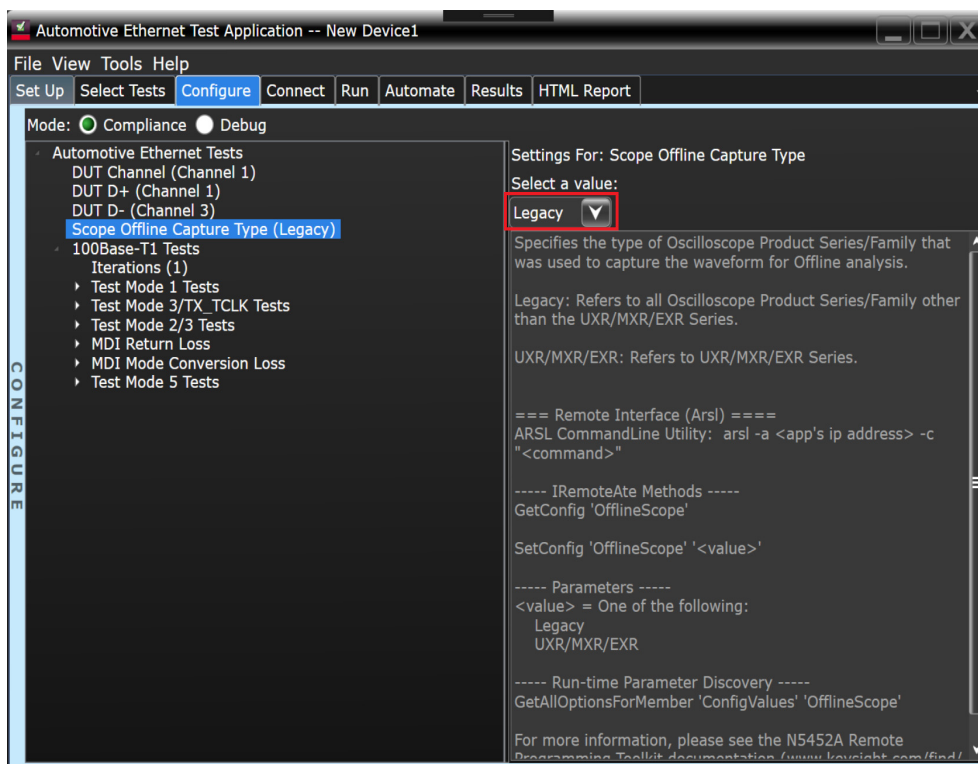 Automotive Ethernet Test Application -- New Device1
File View Tools Help
Set Up Select Tests Configure Connect Run Automate Results HTML Report
Mode: Compliance Debug
CONFIGURE
Automotive Ethernet Tests
DUT Channel (Channel 1)
DUT D+ (Channel 1)
DUT D- (Channel 3)
Scope Offline Capture Type (Legacy)
100Base-T1 Tests
Iterations (1)
Test Mode 1 Tests
Test Mode 3/TX_TCLK Tests
Test Mode 2/3 Tests
MDI Return Loss
MDI Mode Conversion Loss
Test Mode 5 Tests
Settings For: Scope Offline Capture Type
Select a value:
Legacy
Specifies the type of Oscilloscope Product Series/Family that
was used to capture the waveform for Offline analysis.
Legacy: Refers to all Oscilloscope Product Series/Family other
than the UXR/MXR/EXR Series.
UXR/MXR/EXR: Refers to UXR/MXR/EXR Series.
=== Remote Interface (Arsl) ====
ARSL CommandLine Utility: arsl -a <app's ip address> -c
"<command>"
----- IRemoteAte Methods -----
GetConfig 'OfflineScope'
SetConfig 'OfflineScope' '<value>'
----- Parameters -----
<value> = One of the following:
Legacy
UXR/MXR/EXR
----- Run-time Parameter Discovery -----
GetAllOptionsForMember 'ConfigValues' 'OfflineScope'
For more information, please see the N5452A Remote
Programming Toolkit documentation (www.keysight.com/find/